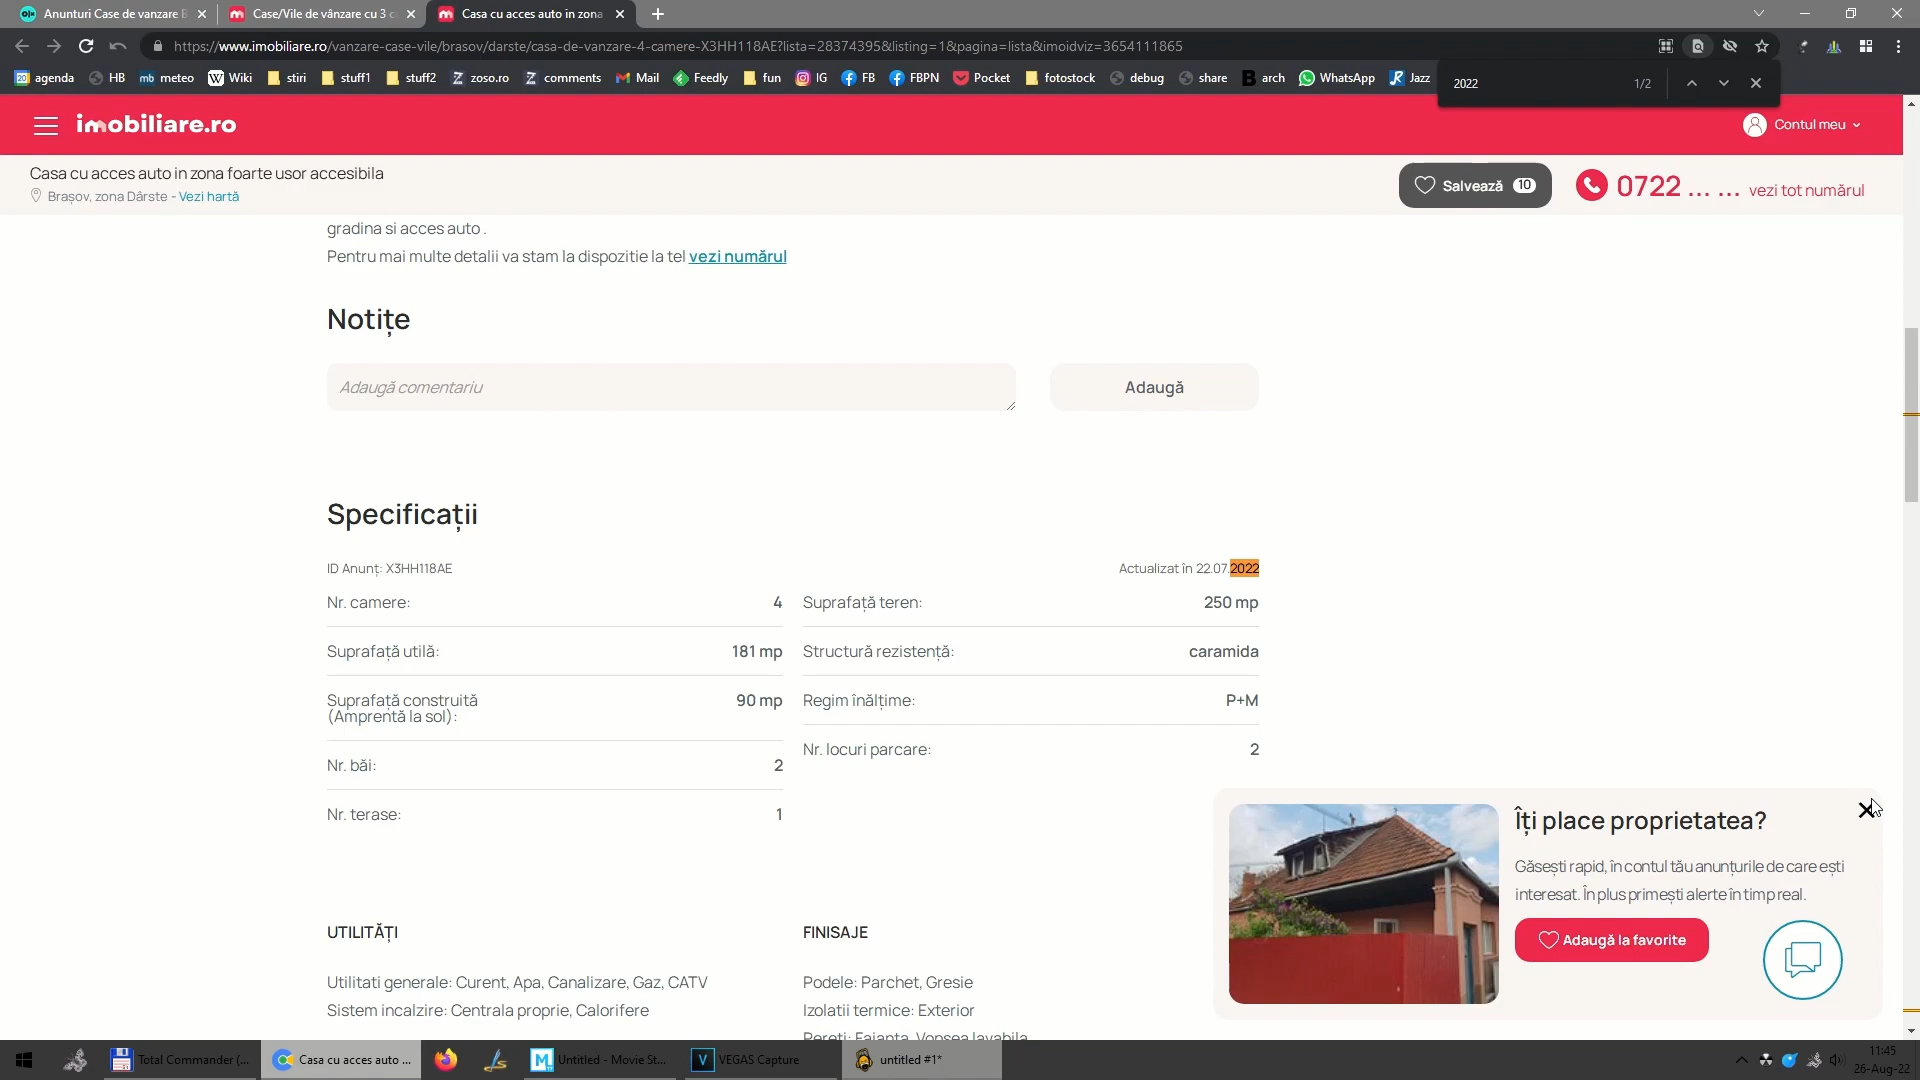 Anunturi Case de vanzare B
Case/Vile de vânzare cu 3 c
Casa cu acces auto in zona
https://www.imobiliare.ro/vanzare-case-vile/brasov/darste/casa-de-vanzare-4-camere-X3HH118AE?lista=28374395&listing=1&pagina=lista&imoidviz=3654111865
agenda HB mb meteo Wiki stiri stuff1 stuff2 zoso.ro comments Mail Feedly fun IG FB FBPN Pocket fotostock debug share arch WhatsApp Jazz
2022 1/2
imobiliare.ro
Contul meu
Casa cu acces auto in zona foarte usor accesibila
Brașov, zona Dârste - Vezi hartă
Salvează 10
0722 ... ... vezi tot numărul
gradina si acces auto .
Pentru mai multe detalii va stam la dispozitie la tel vezi numărul
Notițe
Adaugă comentariu
Adaugă
Specificații
ID Anunț: X3HH118AE
Actualizat în 22.07.2022
Nr. camere: 4
Suprafață teren: 250 mp
Suprafață utilă: 181 mp
Structură rezistență: caramida
Suprafață construită
(Amprentă la sol): 90 mp
Regim înălțime: P+M
Nr. locuri parcare: 2
Nr. băi: 2
Nr. terase: 1
Îți place proprietatea?
Găsești rapid, în contul tău anunțurile de care ești
interesat. În plus primești alerte în timp real.
Adaugă la favorite
UTILITĂȚI
Utilitati generale: Curent, Apa, Canalizare, Gaz, CATV
Sistem incalzire: Centrala proprie, Calorifere
FINISAJE
Podele: Parchet, Gresie
Izolatii termice: Exterior
Pereti: Faianta, Vopsea lavabila
Total Commander (...
Casa cu acces auto ...
Untitled - Movie St...
VEGAS Capture
untitled #1*
11:45
26-Aug-22